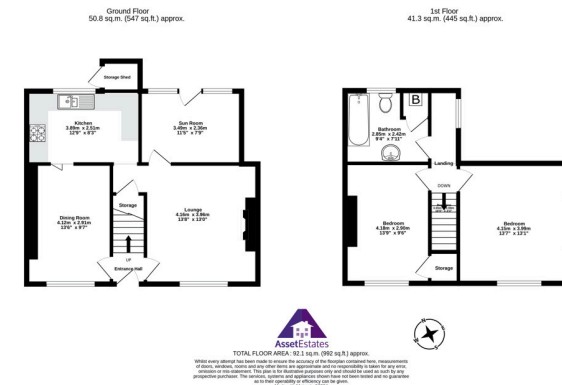 Ground Floor
50.8 sq.m. (547 sq.ft.) approx.
1st Floor
41.3 sq.m. (445 sq.ft.) approx.
Storage Shed
Kitchen
3.89m x 2.51m
12'9" x 8'3"
Sun Room
3.49m x 2.36m
11'5" x 7'9"
Dining Room
4.12m x 2.91m
13'6" x 9'7"
Storage
UP
Entrance Hall
Lounge
4.16m x 3.96m
13'8" x 13'0"
B
Bathroom
2.85m x 2.42m
9'4" x 7'11"
Landing
DOWN
Bedroom
4.18m x 2.90m
13'9" x 9'6"
Storage
Bedroom
4.15m x 3.99m
13'7" x 13'1"
AssetEstates
N
E
S
W
TOTAL FLOOR AREA : 92.1 sq.m. (992 sq.ft.) approx.
Whilst every attempt has been made to ensure the accuracy of the floorplan contained here, measurements
of doors, windows, rooms and any other items are approximate and no responsibility is taken for any error,
omission or mis-statement. This plan is for illustrative purposes only and should be used as such by any
prospective purchaser. The services, systems and appliances shown have not been tested and no guarantee
as to their operability or efficiency can be given.